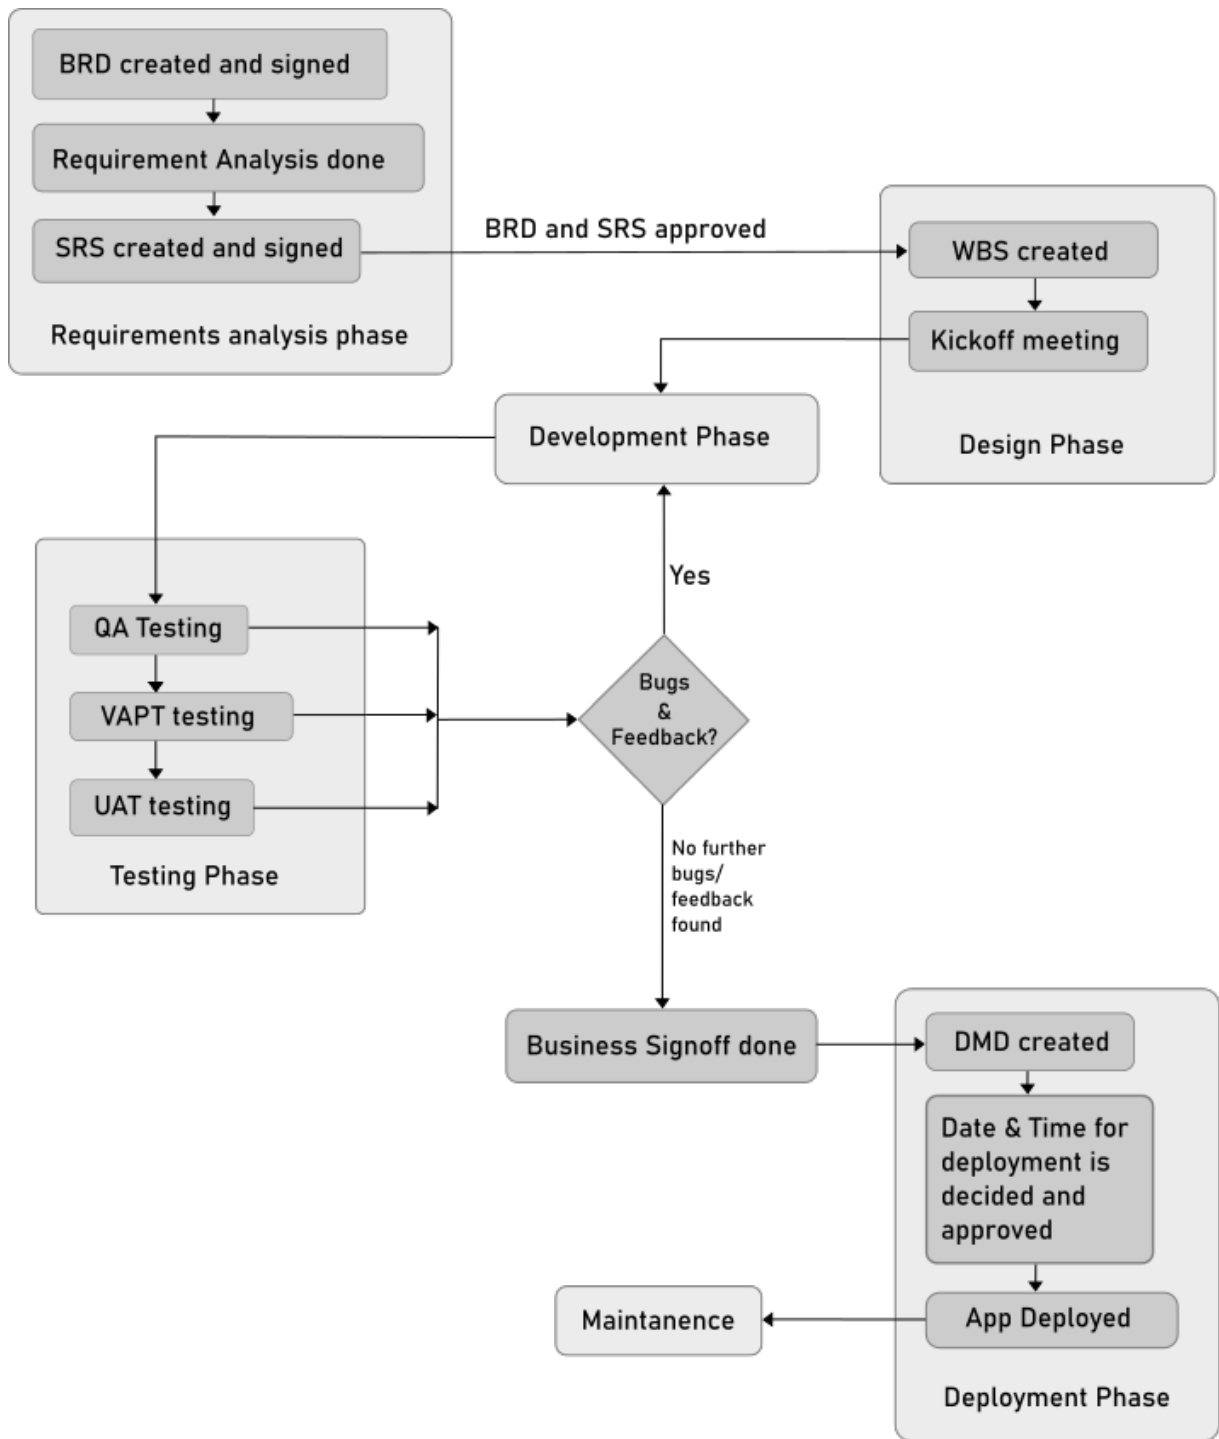 BRD created and signed
Requirement Analysis done
SRS created and signed
Requirements analysis phase
BRD and SRS approved
WBS created
Kickoff meeting
Design Phase
Development Phase
QA Testing
VAPT testing
UAT testing
Testing Phase
Yes
Bugs
&
Feedback?
No further
bugs/
feedback
found
Business Signoff done
DMD created
Date & Time for
deployment is
decided and
approved
App Deployed
Deployment Phase
Maintanence